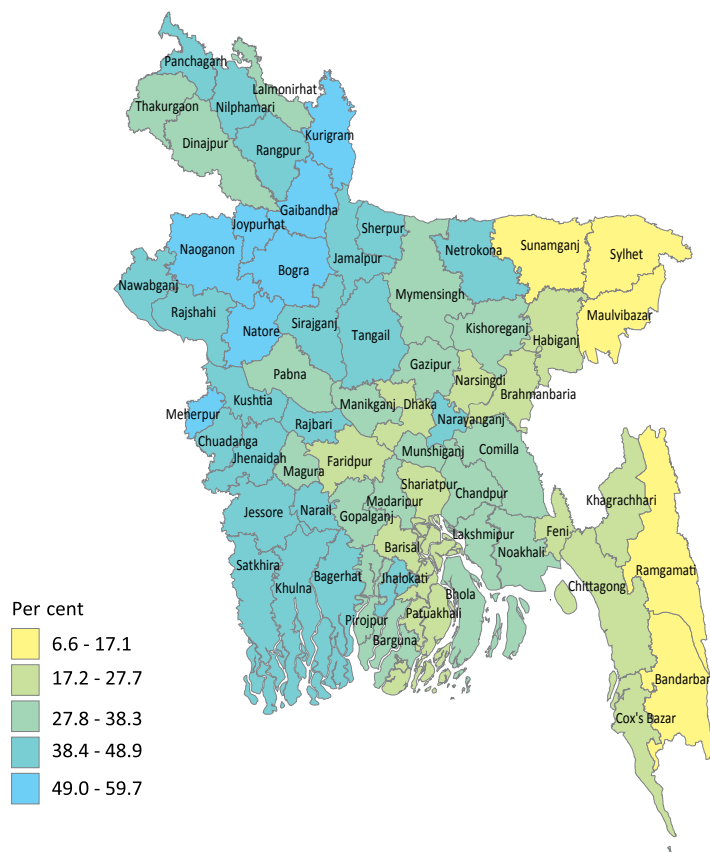 Panchagarh
Lalmonirhat
Thakurgaon
Nilphamari
Kurigram
Dinajpur
Rangpur
Gaibandha
Joypurhat
Sherpur
Naoganon
Netrokona
Sunamganj
Sylhet
Jamalpur
Bogra
Nawabganj
Mymensingh
Rajshahi
Maulvibazar
Sirajganj
Kishoreganj
Natore
Tangail
Habiganj
Gazipur
Pabna
Narsingdi
Brahmanbaria
Kushtia
Manikganj
Dhaka
Meherpur
Narayanganj
Rajbari
Chuadanga
Munshiganj
Comilla
Jhenaidah
Faridpur
Magura
Shariatpur
Chandpur
Khagrachhari
Madaripur
Jessore
Narail
Gopalganj
Lakshmipur
Feni
Barisal
Noakhali
Satkhira
Ramgamati
Bagerhat
Jhalokati
Khulna
Chittagong
Bhola
Per cent
Patuakhali
Pirojpur
Barguna
6.6 - 17.1
17.2 - 27.7
Bandarbar
27.8 - 38.3
Cox's Bazar
38.4 - 48.9
49.0 - 59.7